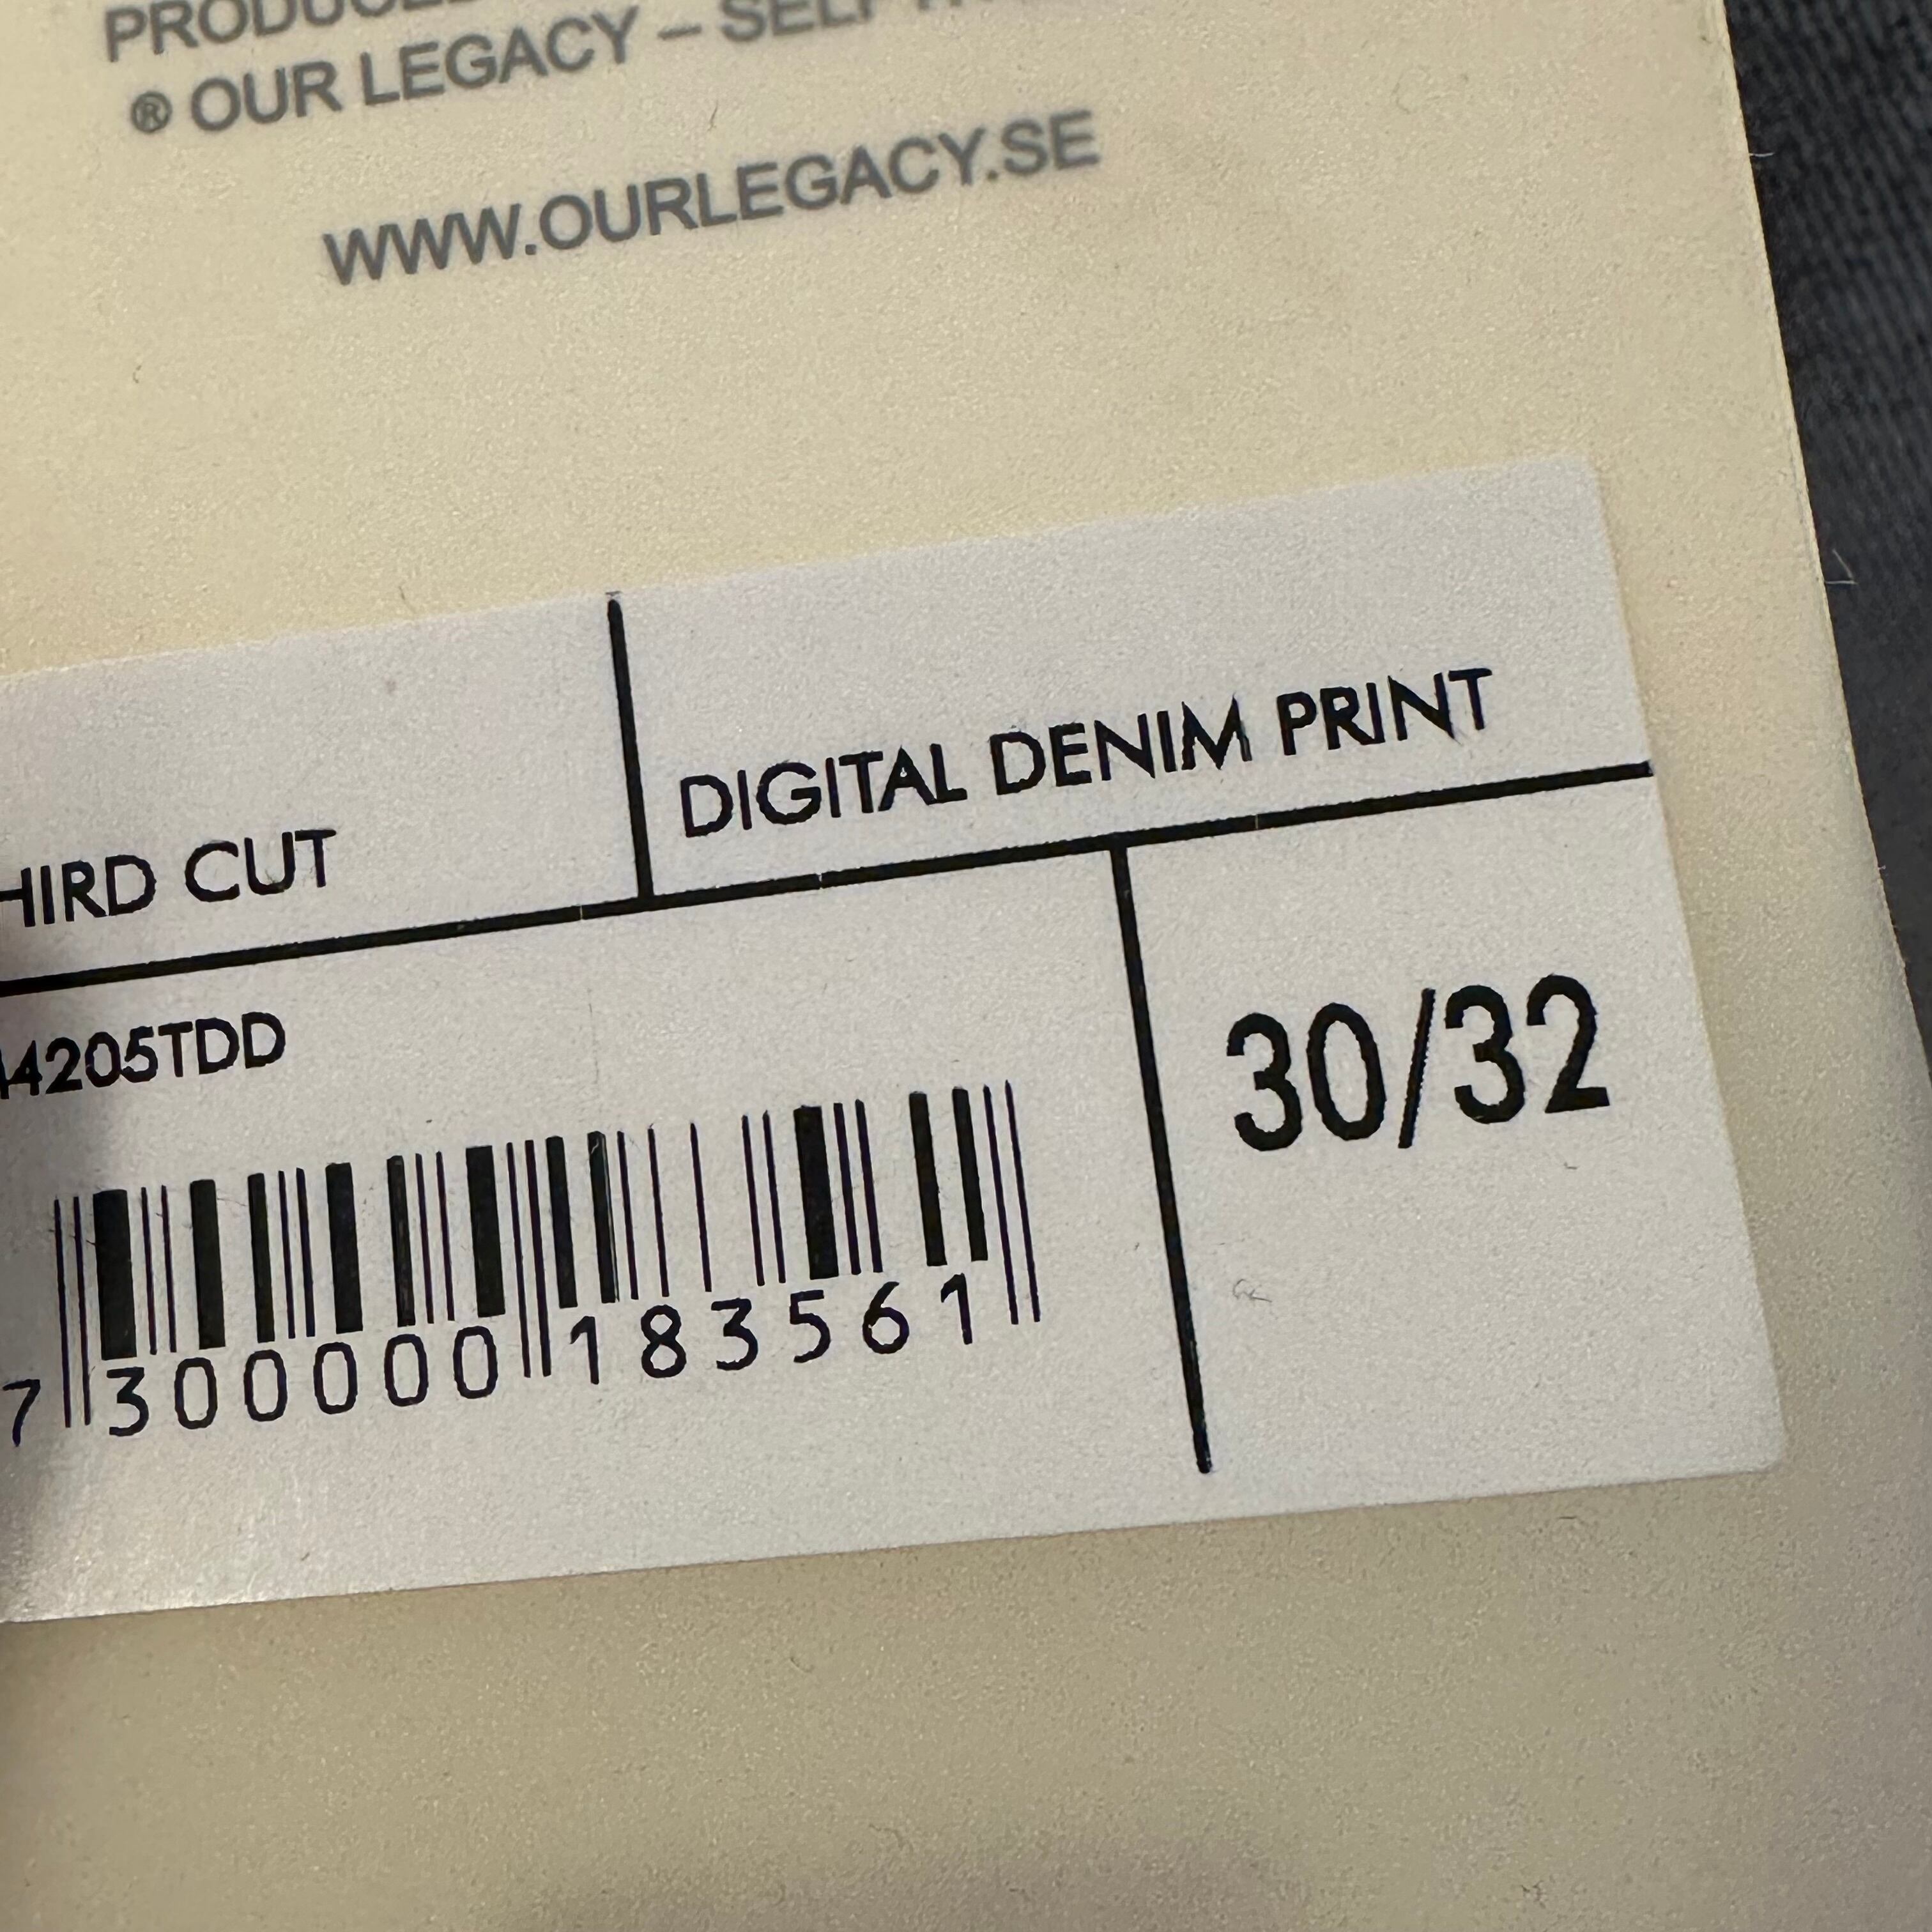 ® OUR LEGACY – SELF
WWW.OURLEGACY.SE
HIRD CUT
DIGITAL DENIM PRINT
4205TDD
30/32
7 300000 183561